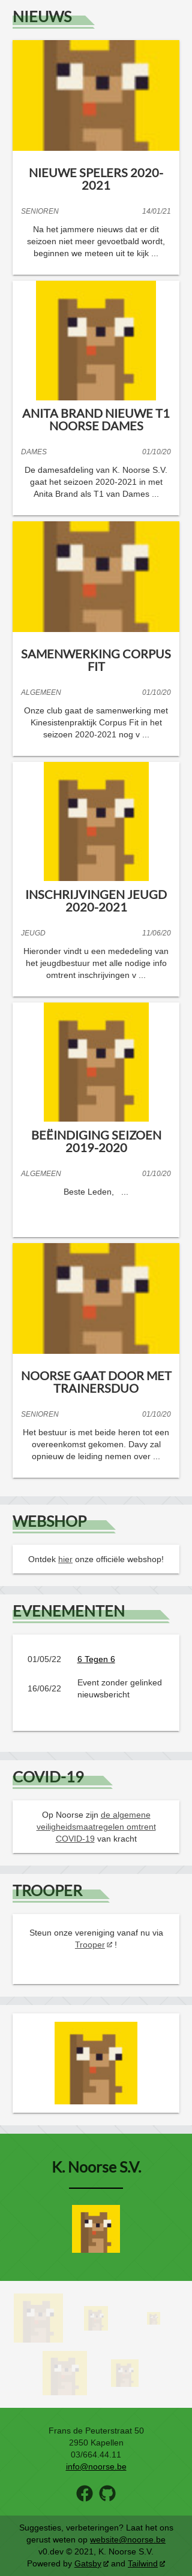 NIEUWS
NIEUWE SPELERS 2020-
2021
SENIOREN 14/01/21
Na het jammere nieuws dat er dit
seizoen niet meer gevoetbald wordt,
beginnen we meteen uit te kijk ...
ANITA BRAND NIEUWE T1
NOORSE DAMES
DAMES 01/10/20
De damesafdeling van K. Noorse S.V.
gaat het seizoen 2020-2021 in met
Anita Brand als T1 van Dames ...
SAMENWERKING CORPUS
FIT
ALGEMEEN 01/10/20
Onze club gaat de samenwerking met
Kinesistenpraktijk Corpus Fit in het
seizoen 2020-2021 nog v ...
INSCHRIJVINGEN JEUGD
2020-2021
JEUGD 11/06/20
Hieronder vindt u een mededeling van
het jeugdbestuur met alle nodige info
omtrent inschrijvingen v ...
BEËINDIGING SEIZOEN
2019-2020
ALGEMEEN 01/10/20
Beste Leden, ...
NOORSE GAAT DOOR MET
TRAINERSDUO
SENIOREN 01/10/20
Het bestuur is met beide heren tot een
overeenkomst gekomen. Davy zal
opnieuw de leiding nemen over ...
WEBSHOP
Ontdek hier onze officiële webshop!
EVENEMENTEN
01/05/22 6 Tegen 6
16/06/22 Event zonder gelinked
nieuwsbericht
COVID-19
Op Noorse zijn de algemene
veiligheidsmaatregelen omtrent
COVID-19 van kracht
TROOPER
Steun onze vereniging vanaf nu via
Trooper !
K. Noorse S.V.
Frans de Peuterstraat 50
2950 Kapellen
03/664.44.11
info@noorse.be
Suggesties, verbeteringen? Laat het ons
gerust weten op website@noorse.be
v0.dev © 2021, K. Noorse S.V.
Powered by Gatsby and Tailwind